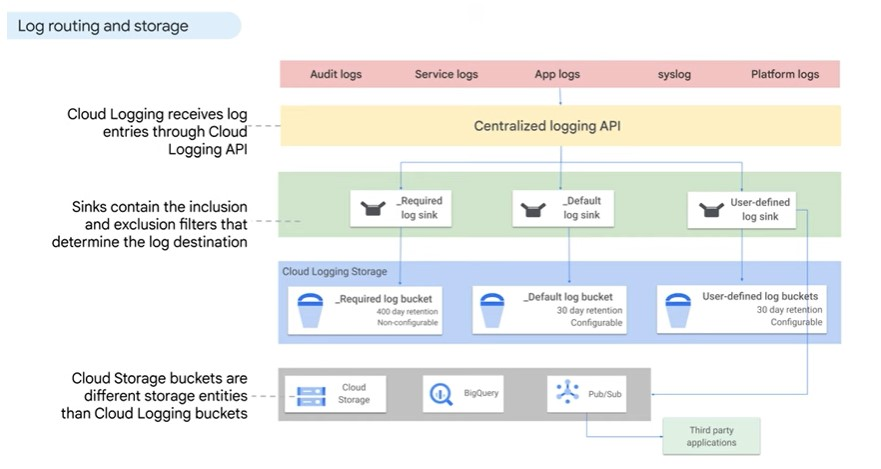 Log routing and storage
Audit logs
Service logs
App logs
syslog
Platform logs
Cloud Logging receives log
entries through Cloud
Logging API
Centralized logging API
Sinks contain the inclusion
and exclusion filters that
determine the log destination
_Required
log sink
_Default
log sink
User-defined
log sink
Cloud Logging Storage
_Required log bucket
400 day retention
Non-configurable
_Default log bucket
30 day retention
Configurable
User-defined log buckets
30 day retention
Configurable
Cloud Storage buckets are
different storage entities
than Cloud Logging buckets
Cloud
Storage
BigQuery
Pub/Sub
Third party
applications